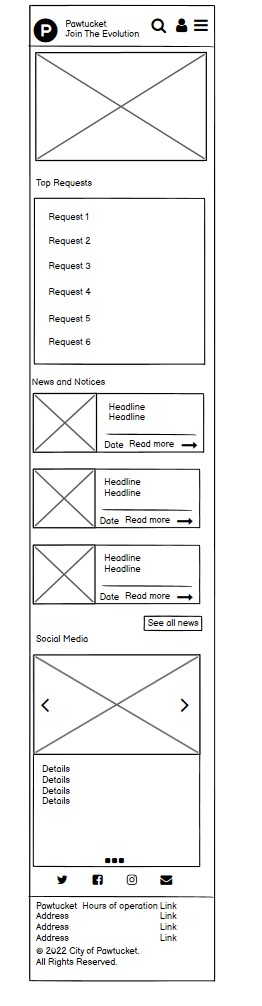 P
Pawtucket
Join The Evolution
Top Requests
Request 1
Request 2
Request 3
Request 4
Request 5
Request 6
News and Notices
Headline
Headline
Date Read more
Headline
Headline
Date Read more
Headline
Headline
Date Read more
See all news
Social Media
Details
Details
Details
Details
Pawtucket Hours of operation Link
Address Link
Address Link
Address Link
© 2022 City of Pawtucket.
All Rights Reserved.